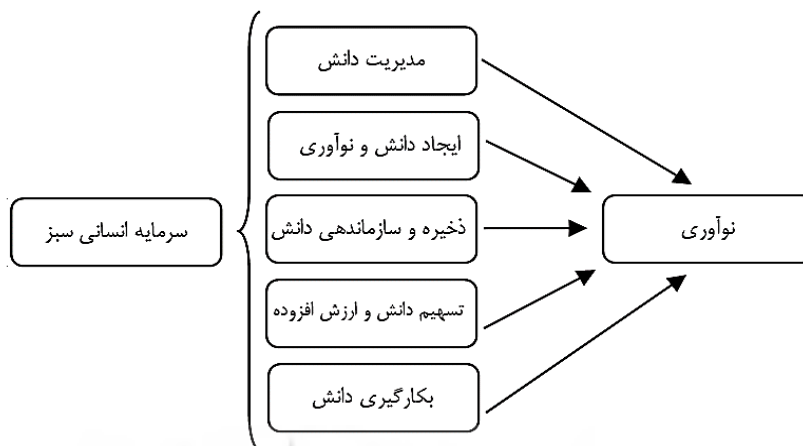 مدیریت دانش
ایجاد دانش و نوآوری
ذخیره و سازماندهی دانش
تسهیم دانش و ارزش افزوده
بکارگیری دانش
سرمایه انسانی سبز
نوآوری